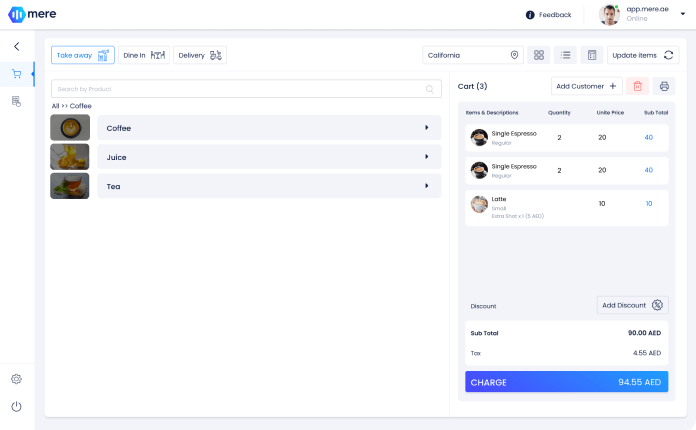 mere
Feedback
app.mere.ae
Online
Take away
Dine In
Delivery
California
Update items
Search by Product
Cart (3)
Add Customer +
All >> Coffee
Items & Descriptions Quantity Unite Price Sub Total
Coffee
Juice
Tea
Single Espresso
Regular
2 20 40
Single Espresso
Regular
2 20 40
Latte
Small
Extra Shot x 1 (5 AED)
10 10
Discount
Add Discount
Sub Total 90.00 AED
Tax 4.55 AED
CHARGE 94.55 AED